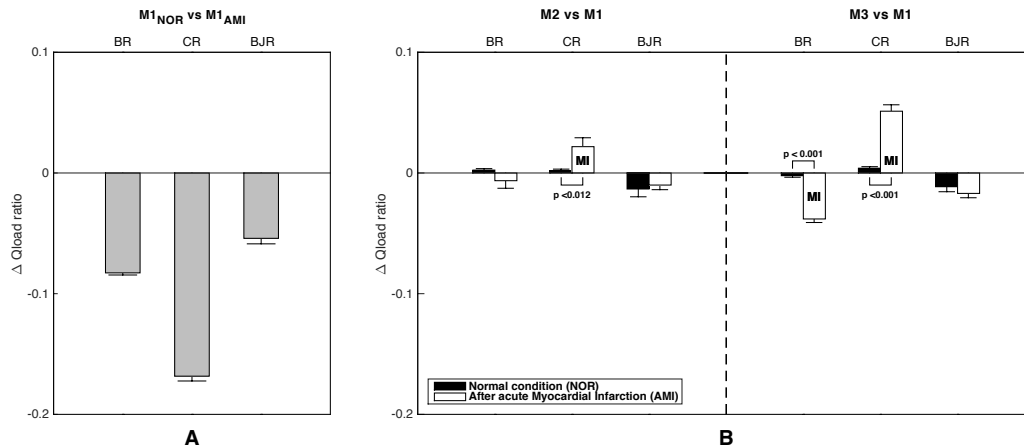 M1NOR vs M1AMI
BR CR BJR
0.1
0
-0.1
-0.2
Δ Qload ratio
A
M2 vs M1 M3 vs M1
BR CR BJR BR CR BJR
0.1
0
-0.1
-0.2
Δ Qload ratio
MI
p <0.012
p < 0.001
MI
MI
p <0.001
Normal condition (NOR)
After acute Myocardial Infarction (AMI)
B